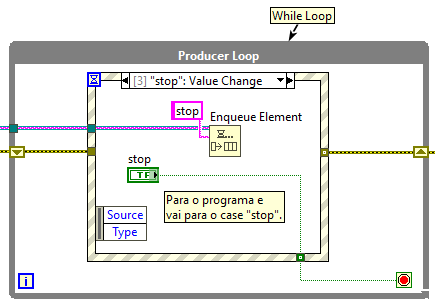 While Loop
Producer Loop
[3] "stop": Value Change
stop
Enqueue Element
stop
TF
Para o programa e
vai para o case "stop".
Source
Type
i